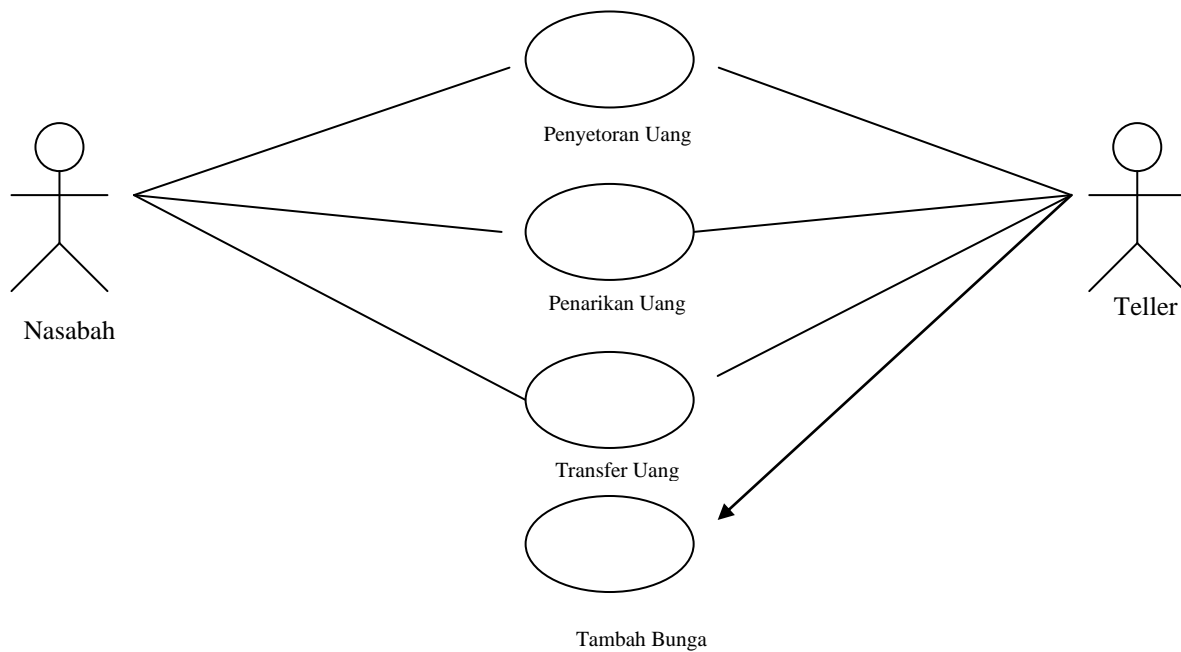 Penyetoran Uang
Penarikan Uang
Teller
Nasabah
Transfer Uang
Tambah Bunga